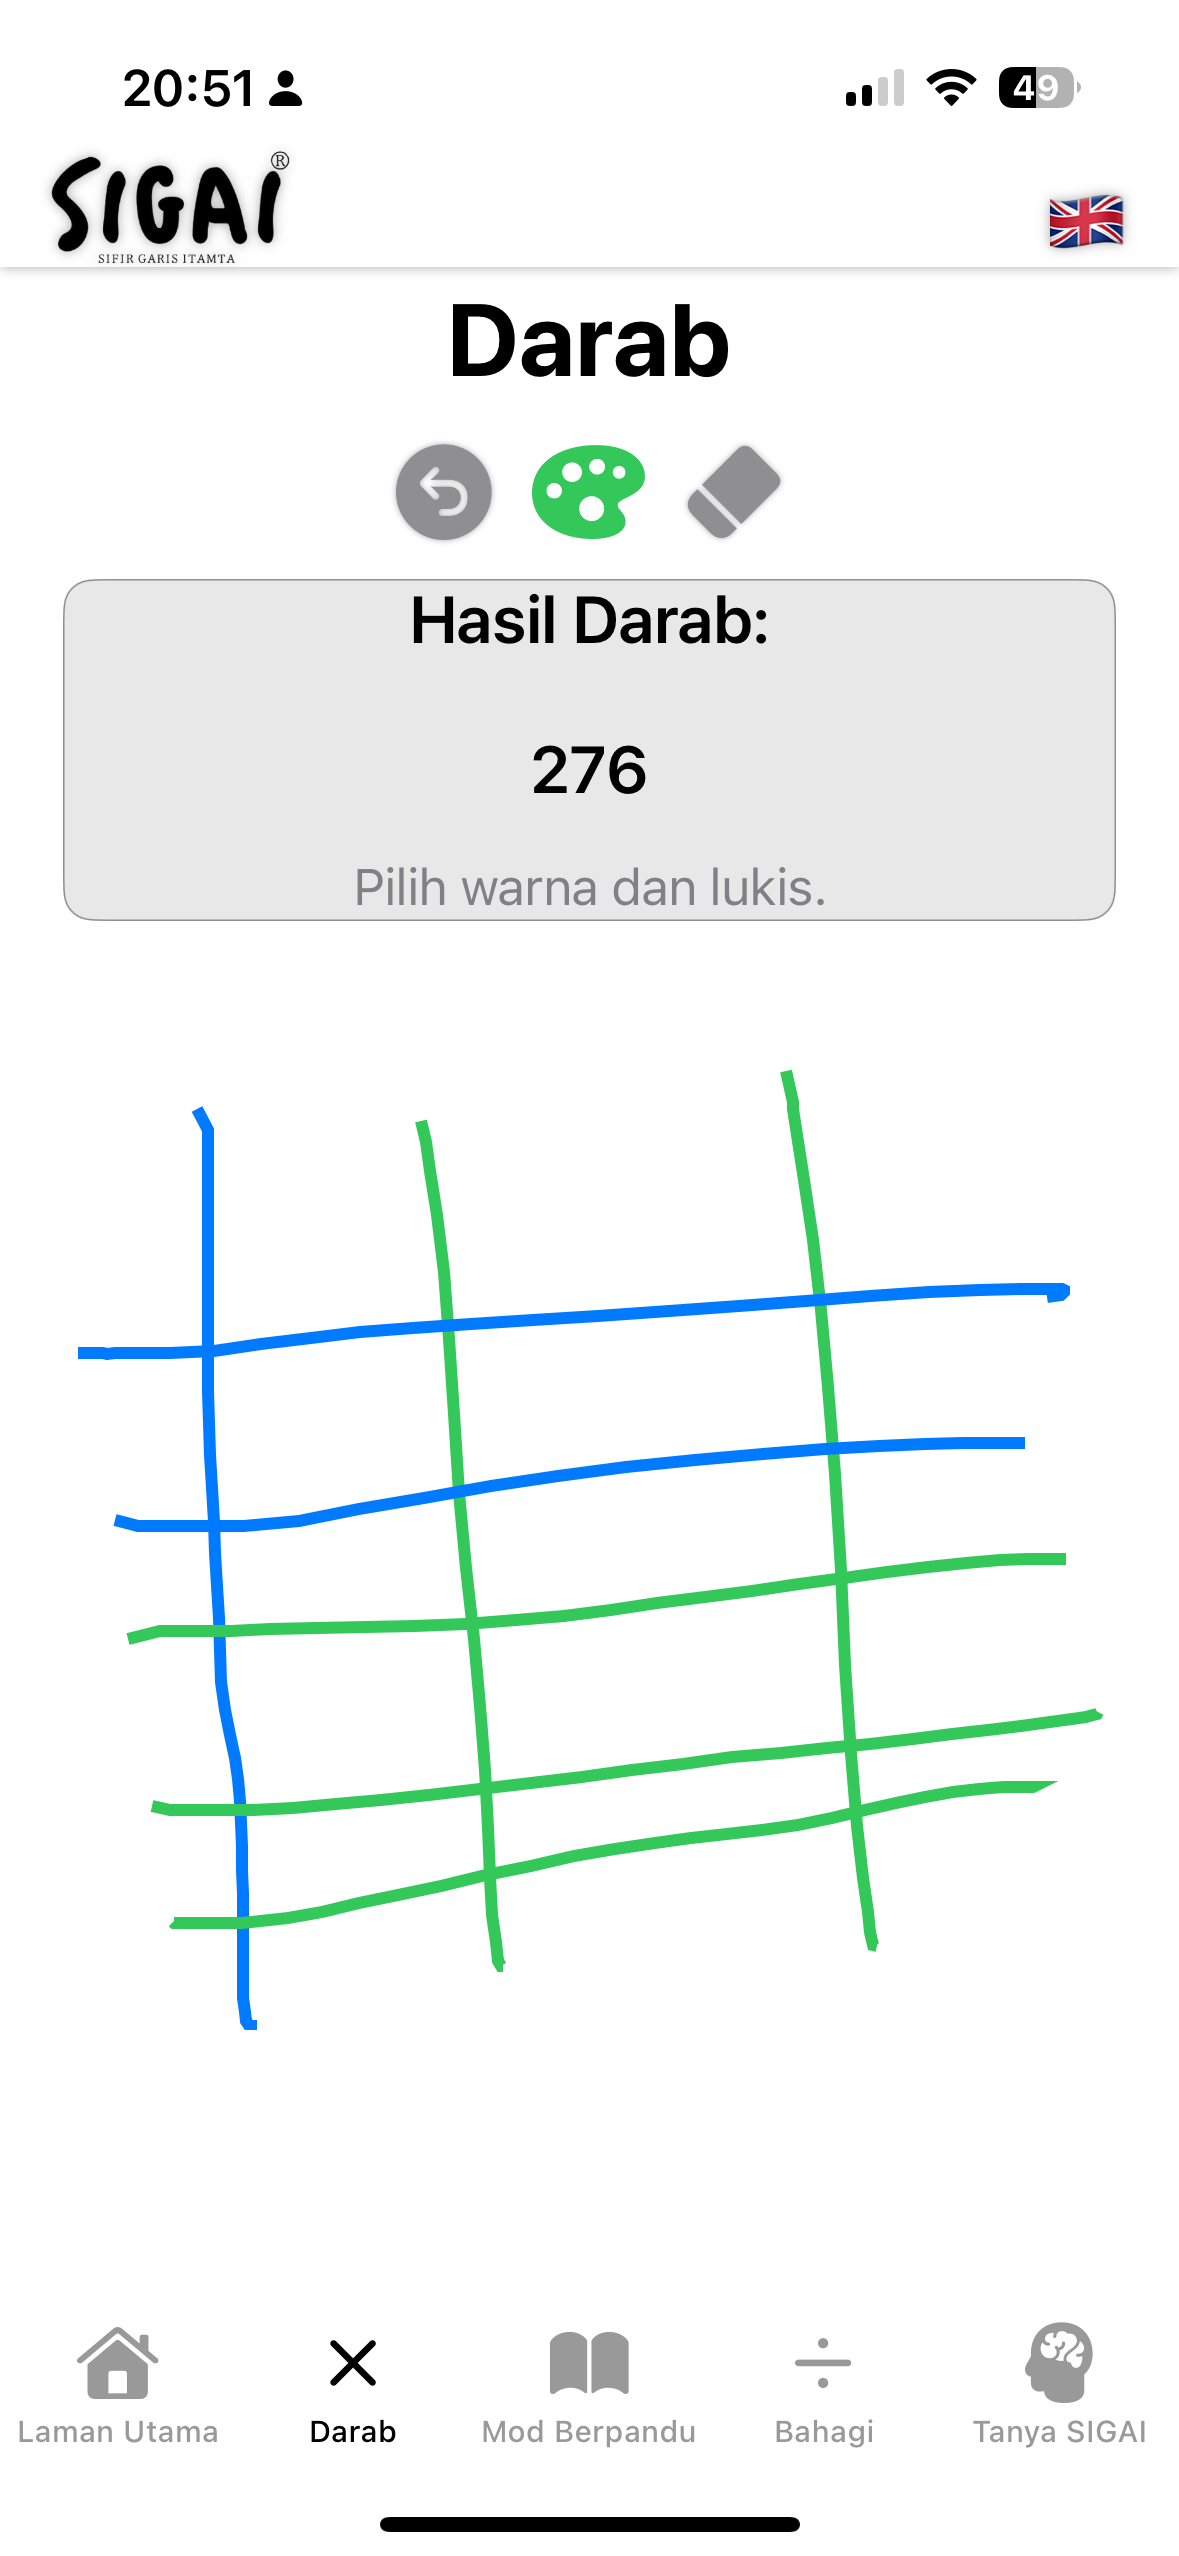 20:51
49
SIGAI®
SIFIR GARIS ITAMTA
Darab
Hasil Darab:
276
Pilih warna dan lukis.
Laman Utama
Darab
Mod Berpandu
Bahagi
Tanya SIGAI